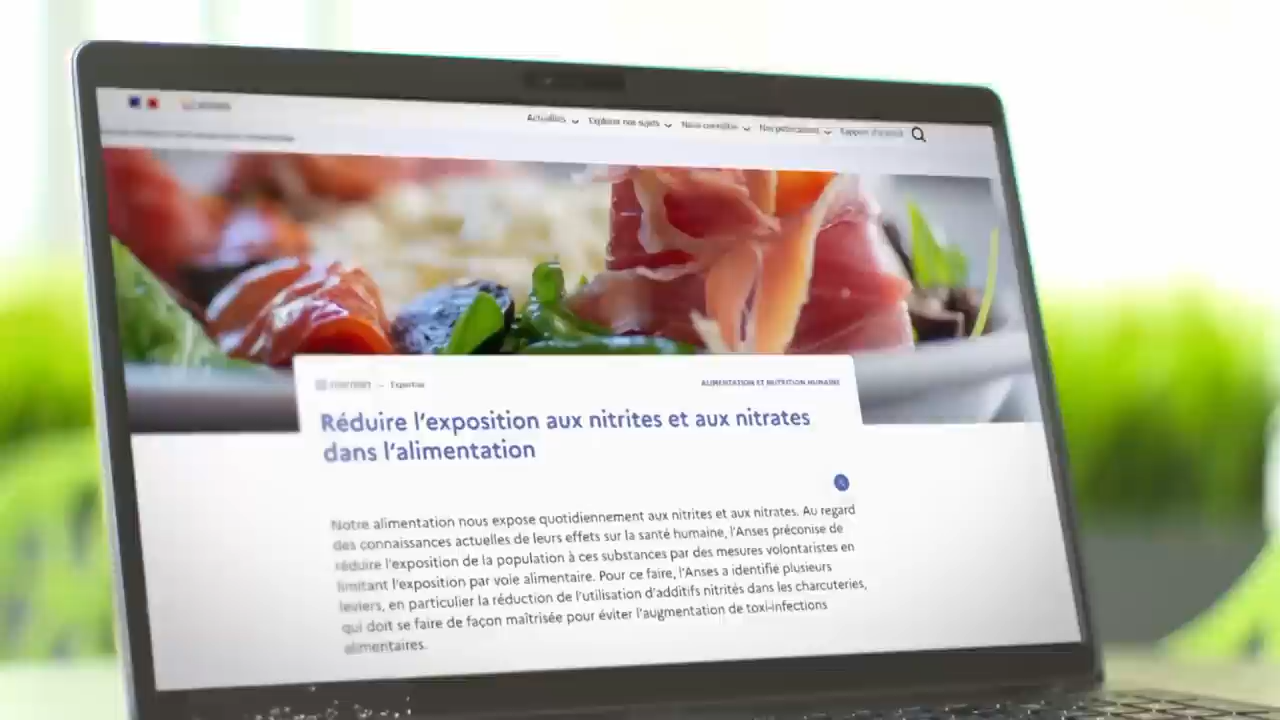 Actualités
Explorer nos sujets
Nous connaître
Nos publications
Expertise
ALIMENTATION ET NUTRITION HUMAINE
Réduire l'exposition aux nitrites et aux nitrates
dans l'alimentation
Notre alimentation nous expose quotidiennement aux nitrites et aux nitrates. Au regard
des connaissances actuelles de leurs effets sur la santé humaine, l'Anses préconise de
réduire l'exposition de la population à ces substances par des mesures volontaristes en
limitant l'exposition par voie alimentaire. Pour ce faire, l'Anses a identifié plusieurs
leviers, en particulier la réduction de l'utilisation d'additifs nitrités dans les charcuteries,
qui doit se faire de façon maîtrisée pour éviter l'augmentation de toxi-infections
alimentaires.